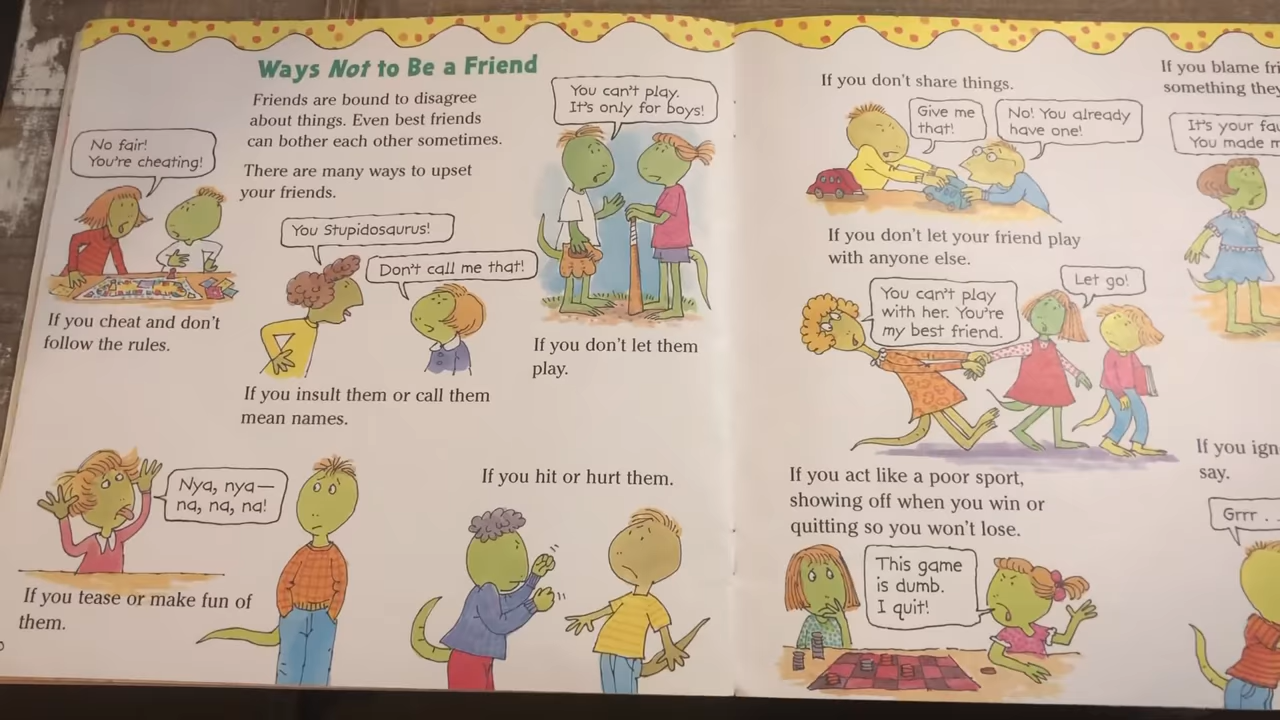 Ways Not to Be a Friend
Friends are bound to disagree
about things. Even best friends
can bother each other sometimes.
There are many ways to upset
your friends.
No fair!
You're cheating!
If you cheat and don't
follow the rules.
You Stupidosaurus!
Don't call me that!
If you insult them or call them
mean names.
You can't play.
It's only for boys!
If you don't let them
play.
Nya, nya—
na, na, na!
If you tease or make fun of
them.
If you hit or hurt them.
If you don't share things.
Give me
that!
No! You already
have one!
If you don't let your friend play
with anyone else.
You can't play
with her. You're
my best friend.
Let go!
If you act like a poor sport,
showing off when you win or
quitting so you won't lose.
This game
is dumb.
I quit!
If you blame
something they
It's your
You made
If you
say.
Grrr . .